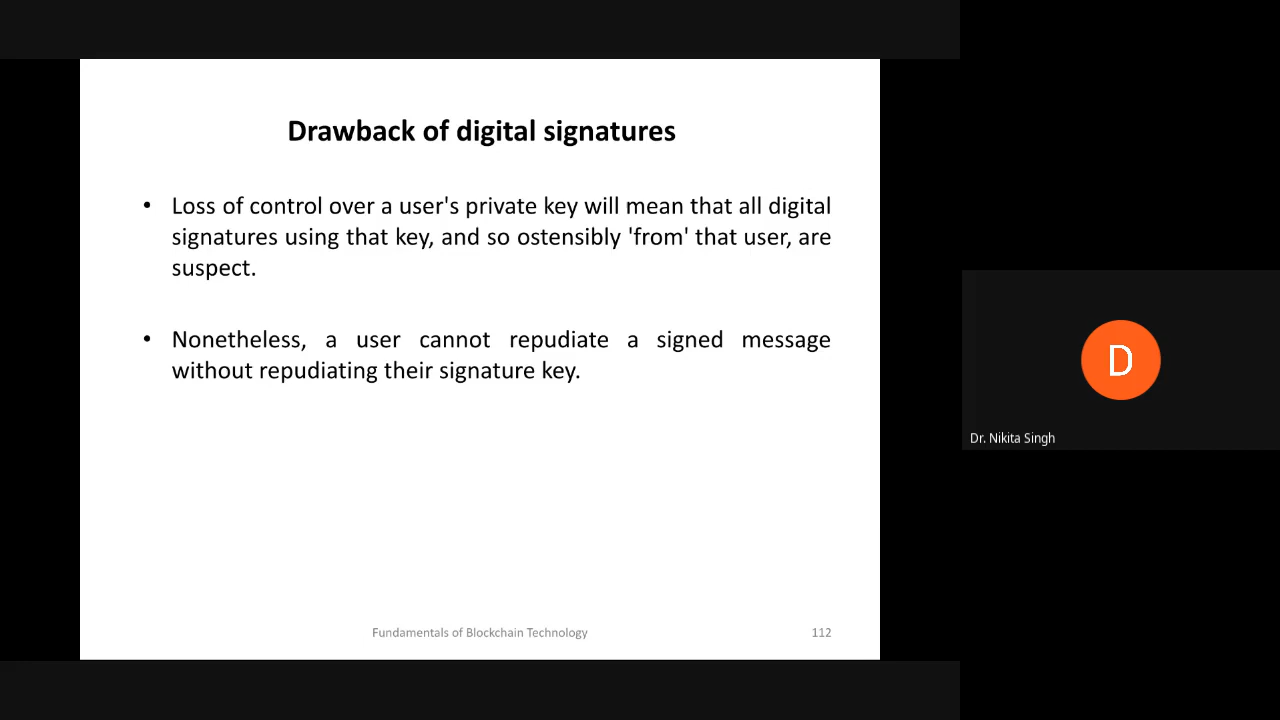 Drawback of digital signatures
• Loss of control over a user's private key will mean that all digital
signatures using that key, and so ostensibly 'from' that user, are
suspect.
• Nonetheless, a user cannot repudiate a signed message
without repudiating their signature key.
D
Dr. Nikita Singh
Fundamentals of Blockchain Technology
112